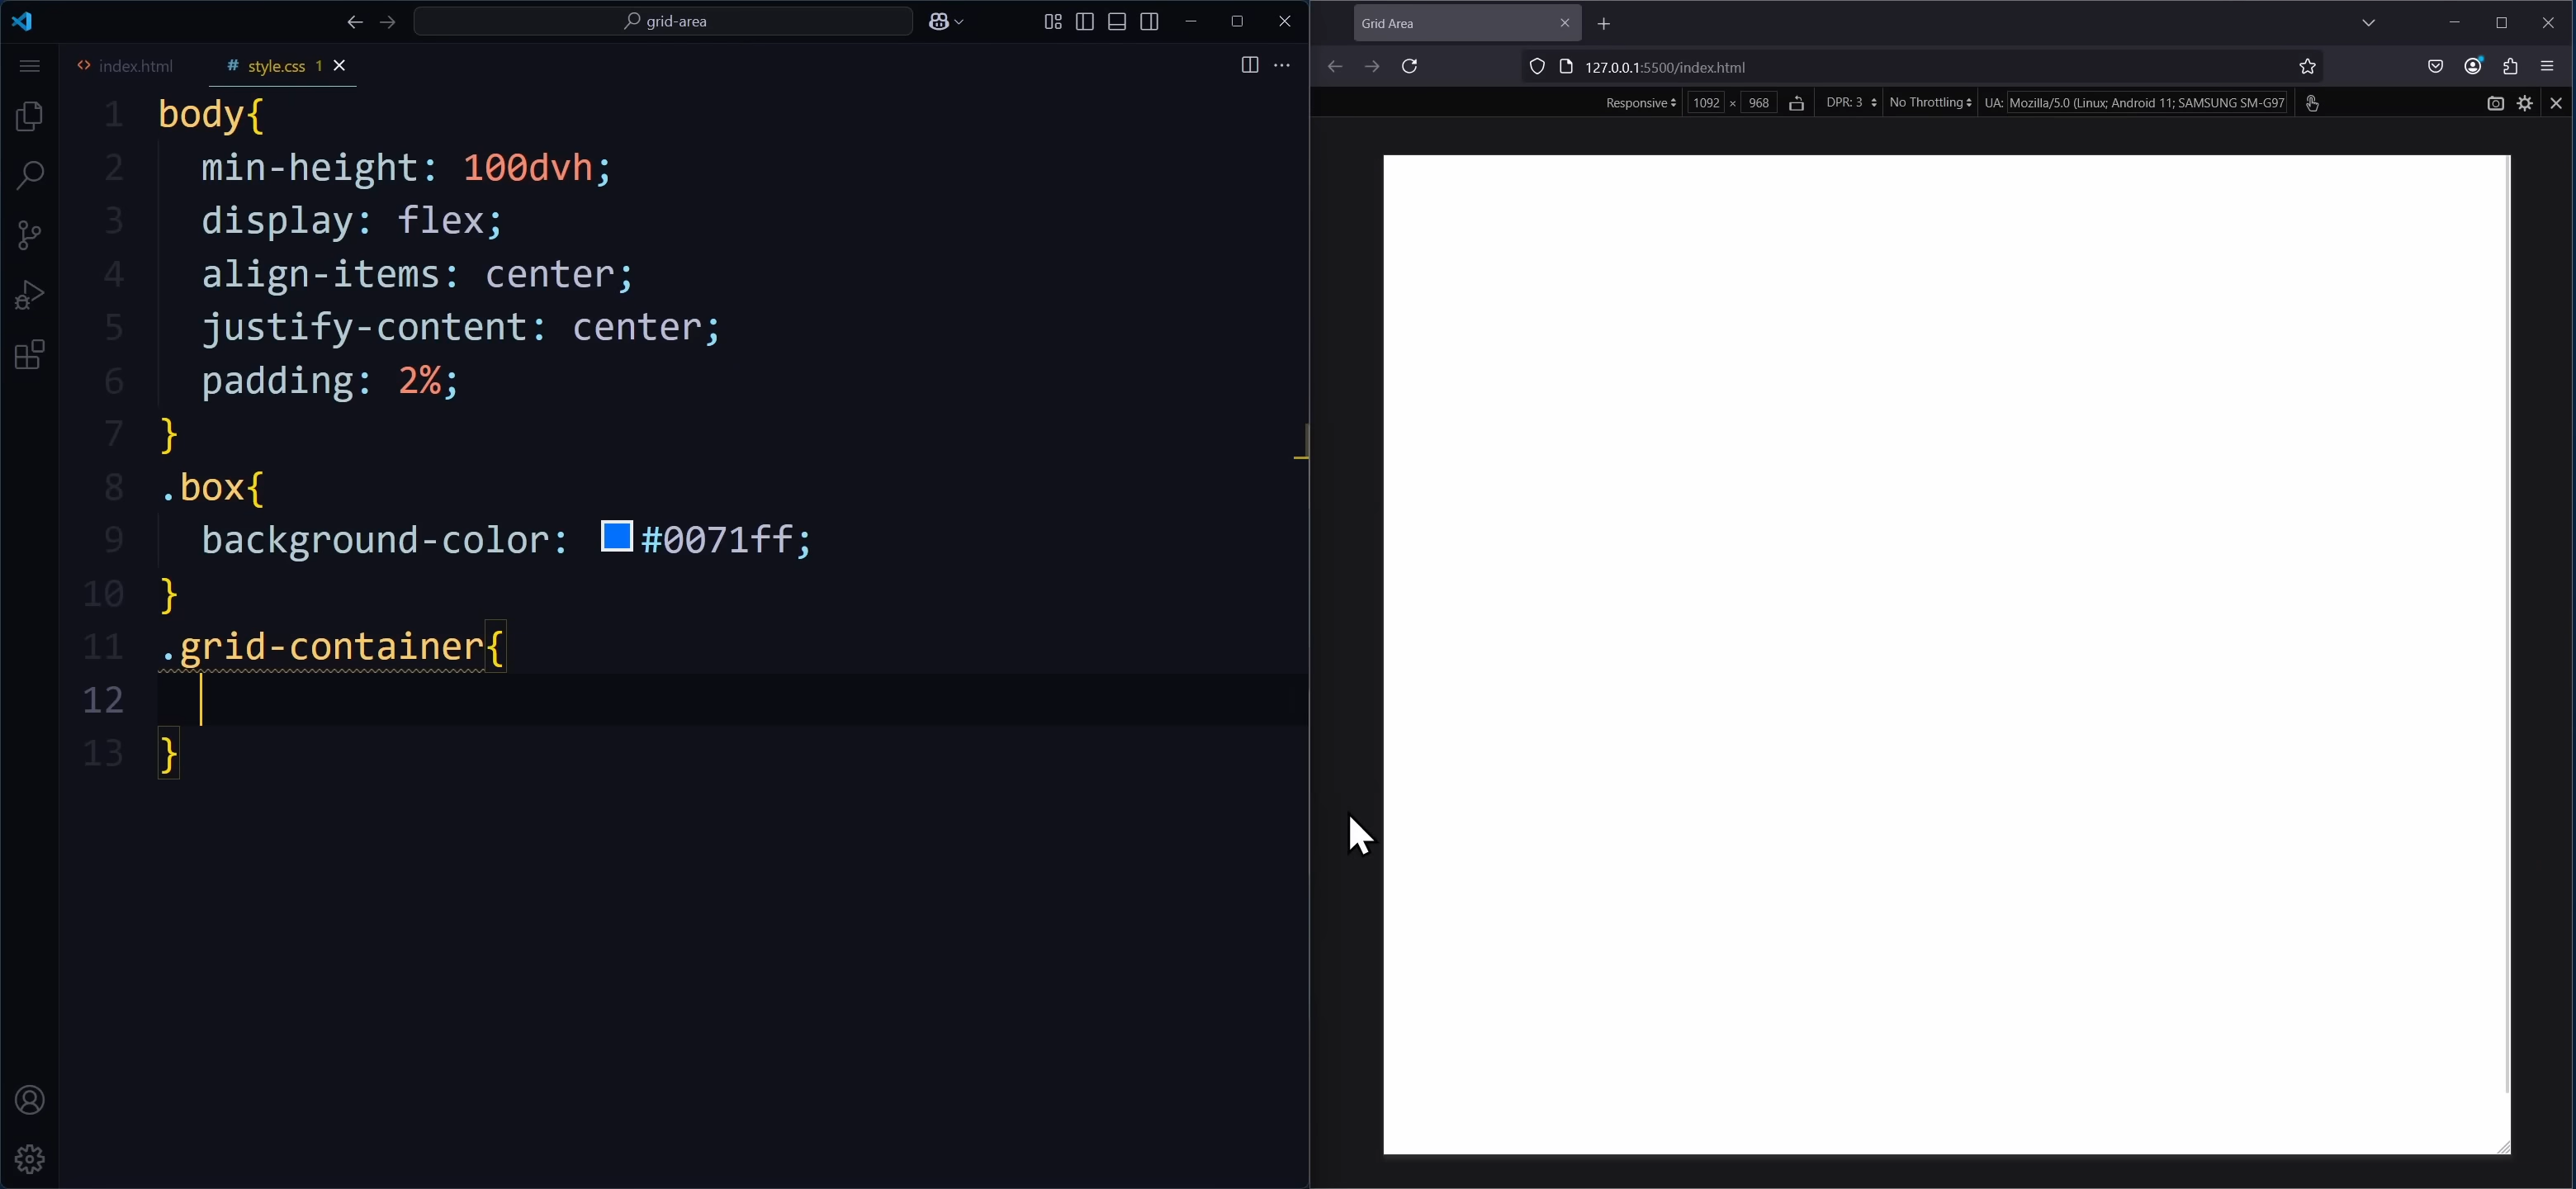 grid-area
index.html
style.css 1
1 body{
2 min-height: 100dvh;
3 display: flex;
4 align-items: center;
5 justify-content: center;
6 padding: 2%;
7 }
8 .box{
9 background-color: #0071ff;
10 }
11 .grid-container{
12
13 }
Grid Area
127.0.0.1:5500/index.html
Responsive 1092 × 968 DPR: 3 No Throttling UA: Mozilla/5.0 (Linux; Android 11; SAMSUNG SM-G97